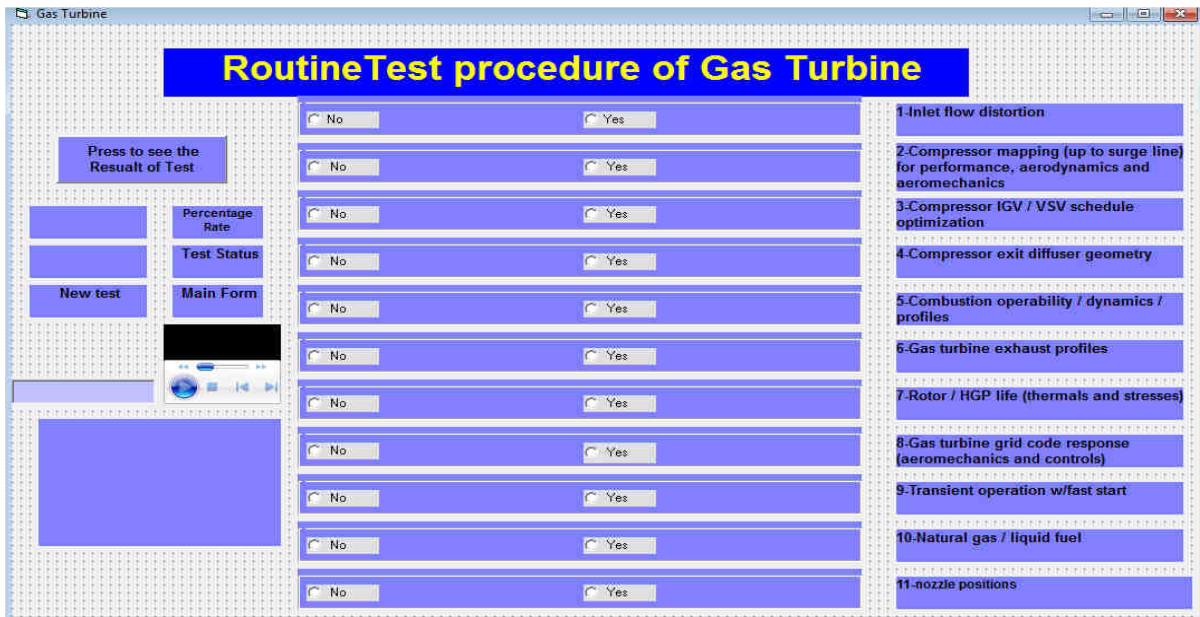 Gas Turbine
RoutineTest procedure of Gas Turbine
No Yes 1-Inlet flow distortion
Press to see the
Resualt of Test
No Yes 2-Compressor mapping (up to surge line)
for performance, aerodynamics and
aeromechanics
Percentage
Rate
No Yes 3-Compressor IGV / VSV schedule
optimization
Test Status
No Yes 4-Compressor exit diffuser geometry
New test Main Form
No Yes 5-Combustion operability / dynamics /
profiles
No Yes 6-Gas turbine exhaust profiles
No Yes 7-Rotor / HGP life (thermals and stresses)
No Yes 8-Gas turbine grid code response
(aeromechanics and controls)
No Yes 9-Transient operation w/fast start
No Yes 10-Natural gas / liquid fuel
No Yes 11-nozzle positions